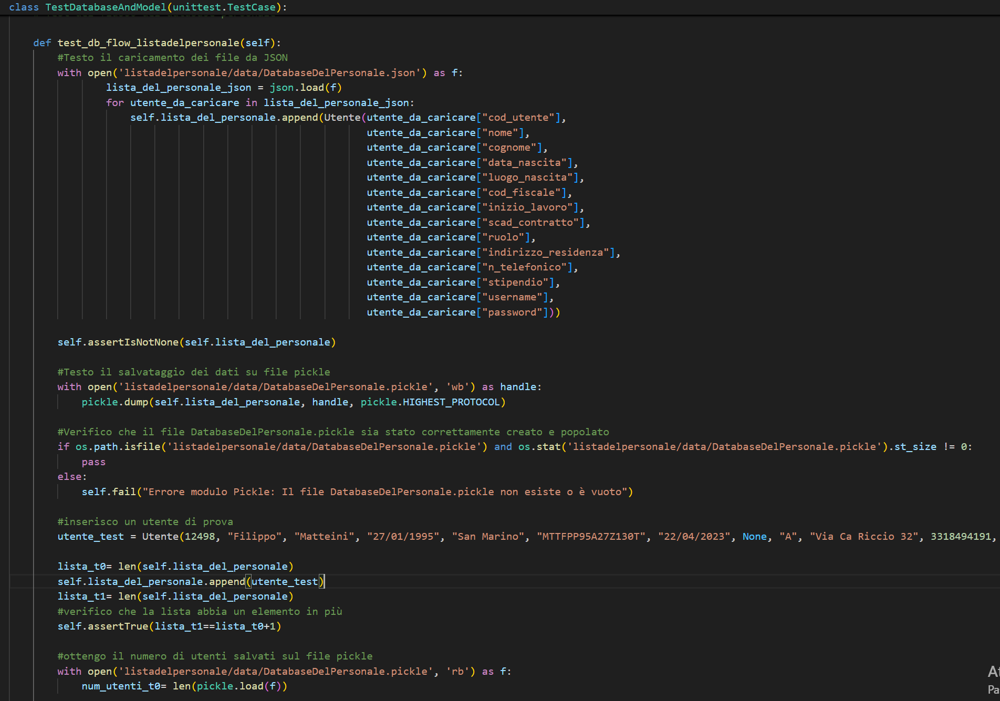 class TestDatabaseAndModel(unittest.TestCase):
def test_db_flow_listadelpersonale(self):
#Testo il caricamento dei file da JSON
with open('listadelpersonale/data/DatabaseDelPersonale.json') as f:
lista_del_personale_json = json.load(f)
for utente_da_caricare in lista_del_personale_json:
self.lista_del_personale.append(Utente(utente_da_caricare["cod_utente"],
utente_da_caricare["nome"],
utente_da_caricare["cognome"],
utente_da_caricare["data_nascita"],
utente_da_caricare["luogo_nascita"],
utente_da_caricare["cod_fiscale"],
utente_da_caricare["inizio_lavoro"],
utente_da_caricare["scad_contratto"],
utente_da_caricare["ruolo"],
utente_da_caricare["indirizzo_residenza"],
utente_da_caricare["n_telefonico"],
utente_da_caricare["stipendio"],
utente_da_caricare["username"],
utente_da_caricare["password"]))
self.assertIsNotNone(self.lista_del_personale)
#Testo il salvataggio dei dati su file pickle
with open('listadelpersonale/data/DatabaseDelPersonale.pickle', 'wb') as handle:
pickle.dump(self.lista_del_personale, handle, pickle.HIGHEST_PROTOCOL)
#Verifico che il file DatabaseDelPersonale.pickle sia stato correttamente creato e popolato
if os.path.isfile('listadelpersonale/data/DatabaseDelPersonale.pickle') and os.stat('listadelpersonale/data/DatabaseDelPersonale.pickle').st_size != 0:
pass
else:
self.fail("Errore modulo Pickle: Il file DatabaseDelPersonale.pickle non esiste o è vuoto")
#inserisco un utente di prova
utente_test = Utente(12498, "Filippo", "Matteini", "27/01/1995", "San Marino", "MTTFPP95A27Z130T", "22/04/2023", None, "A", "Via Ca Riccio 32", 3318494191,
lista_t0= len(self.lista_del_personale)
self.lista_del_personale.append(utente_test)
lista_t1= len(self.lista_del_personale)
#verifico che la lista abbia un elemento in più
self.assertTrue(lista_t1==lista_t0+1)
#ottengo il numero di utenti salvati sul file pickle
with open('listadelpersonale/data/DatabaseDelPersonale.pickle', 'rb') as f:
num_utenti_t0= len(pickle.load(f))